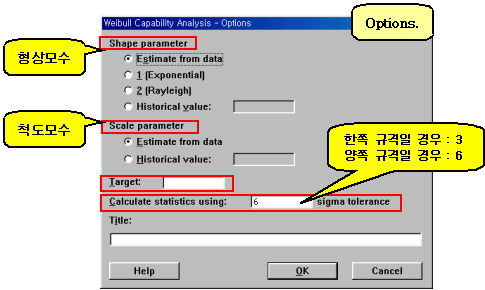 Weibull Capability Analysis - Options
Options.
Shape parameter
형상모수
Estimate from data
1 (Exponential)
2 (Rayleigh)
Historical value:
Scale parameter
척도모수
Estimate from data
Historical value:
한쪽 규격일 경우 : 3
양쪽 규격일 경우 : 6
Target:
Calculate statistics using: 6 sigma tolerance
Title:
Help OK Cancel